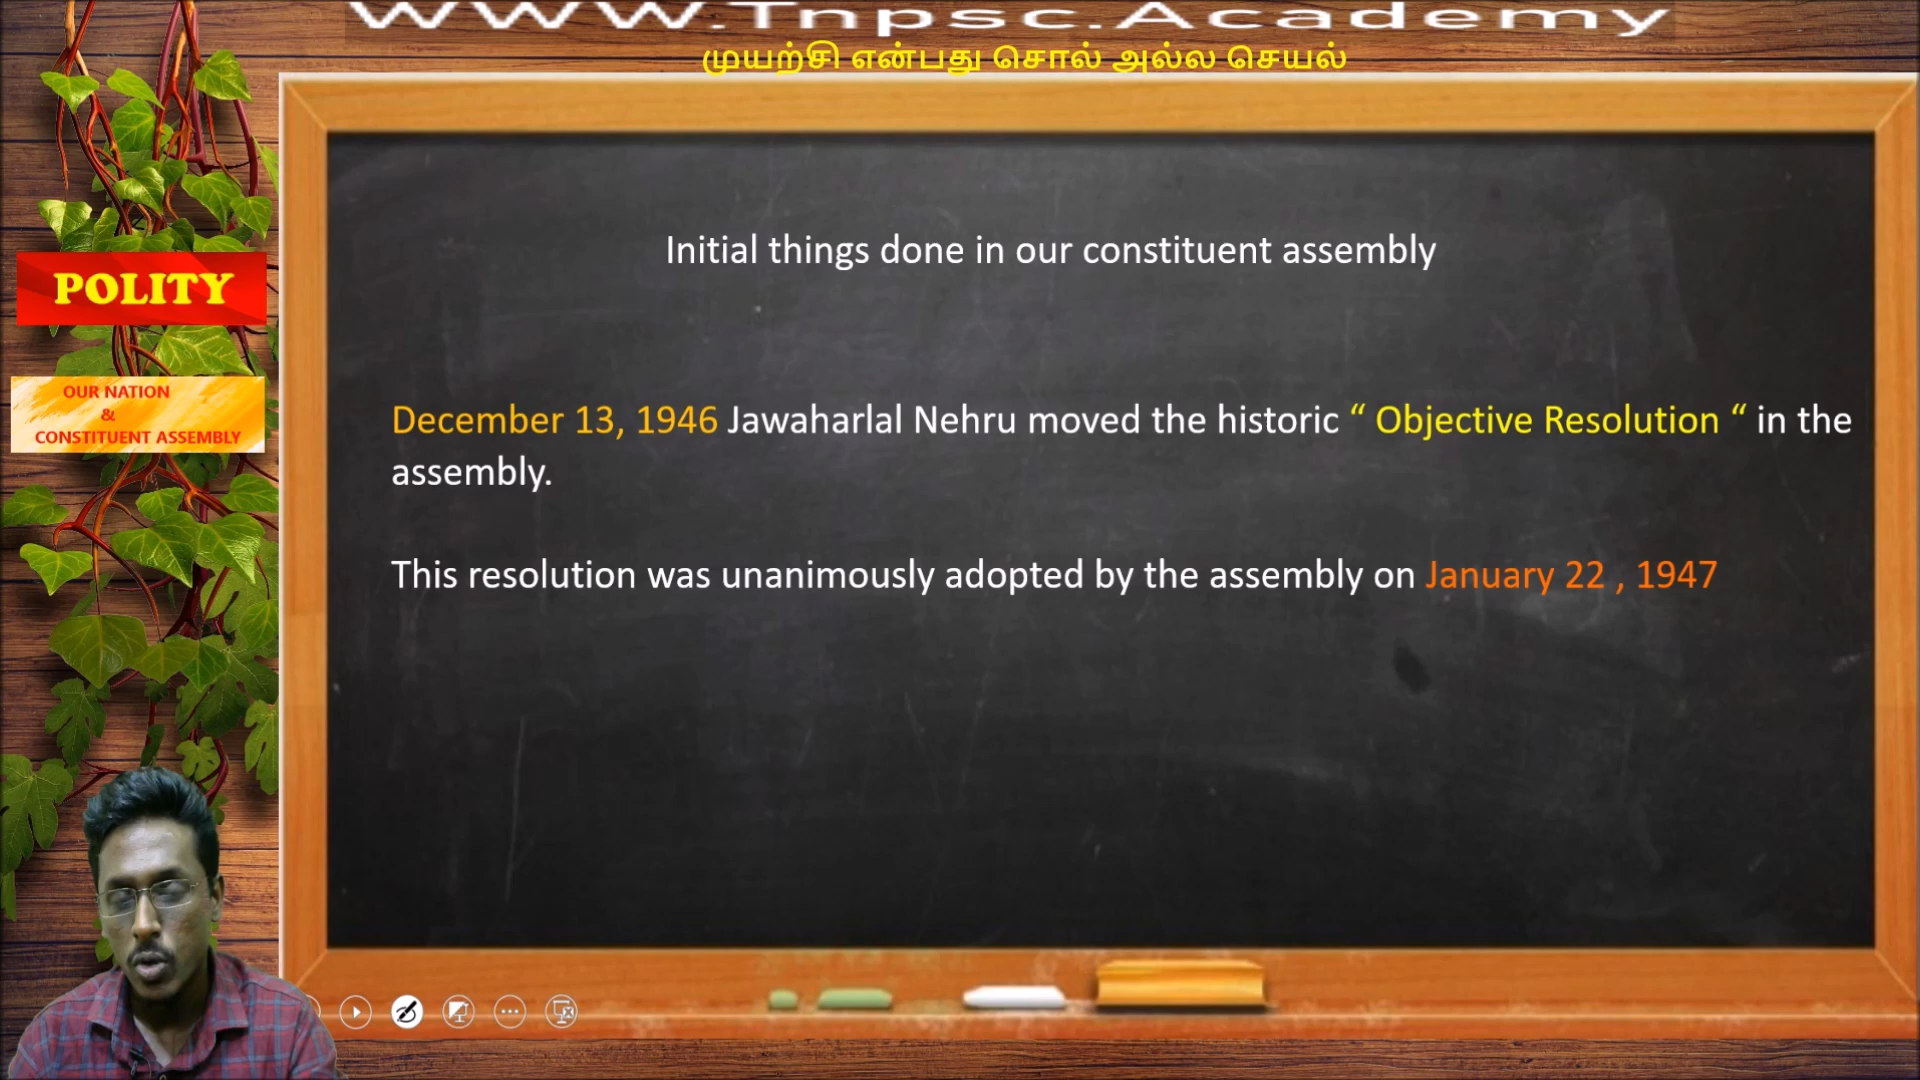 WWW.Tnpsc.Academy
முயற்சி என்பது சொல் அல்ல செயல்
POLITY
OUR NATION
&
CONSTITUENT ASSEMBLY
Initial things done in our constituent assembly
December 13, 1946 Jawaharlal Nehru moved the historic “ Objective Resolution “ in the
assembly.
This resolution was unanimously adopted by the assembly on January 22 , 1947